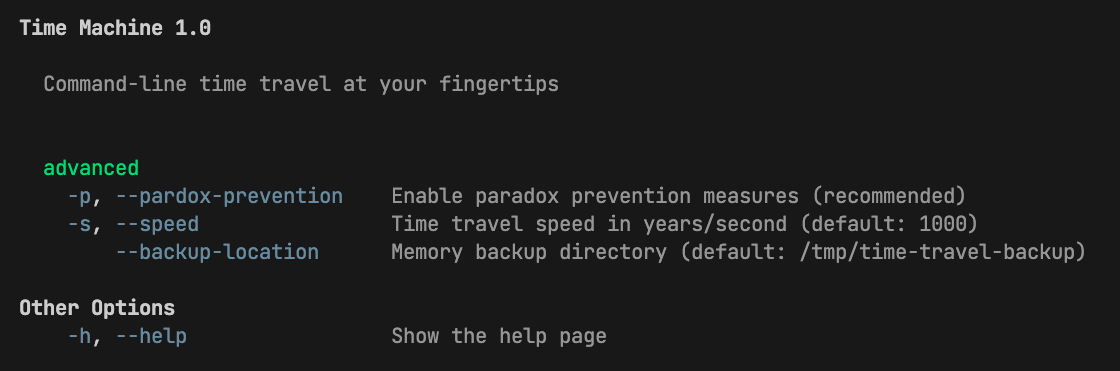 Time Machine 1.0
Command-line time travel at your fingertips
advanced
-p, --pardox-prevention    Enable paradox prevention measures (recommended)
-s, --speed    Time travel speed in years/second (default: 1000)
--backup-location    Memory backup directory (default: /tmp/time-travel-backup)
Other Options
-h, --help    Show the help page